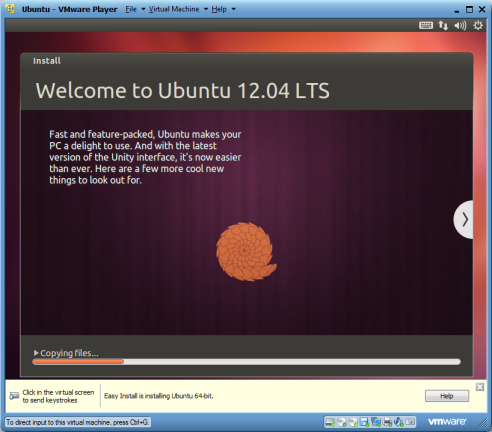 Ubuntu - VMware Player File Virtual Machine Help
Install
Welcome to Ubuntu 12.04 LTS
Fast and feature-packed, Ubuntu makes your
PC a delight to use. And with the latest
version of the Unity interface, it's now easier
than ever. Here are a few more cool new
things to look out for.
Copying files...
Click in the virtual screen
to send keystrokes
Easy Install is installing Ubuntu 64-bit.
Help
To direct input to this virtual machine, press Ctrl+G.
vmware